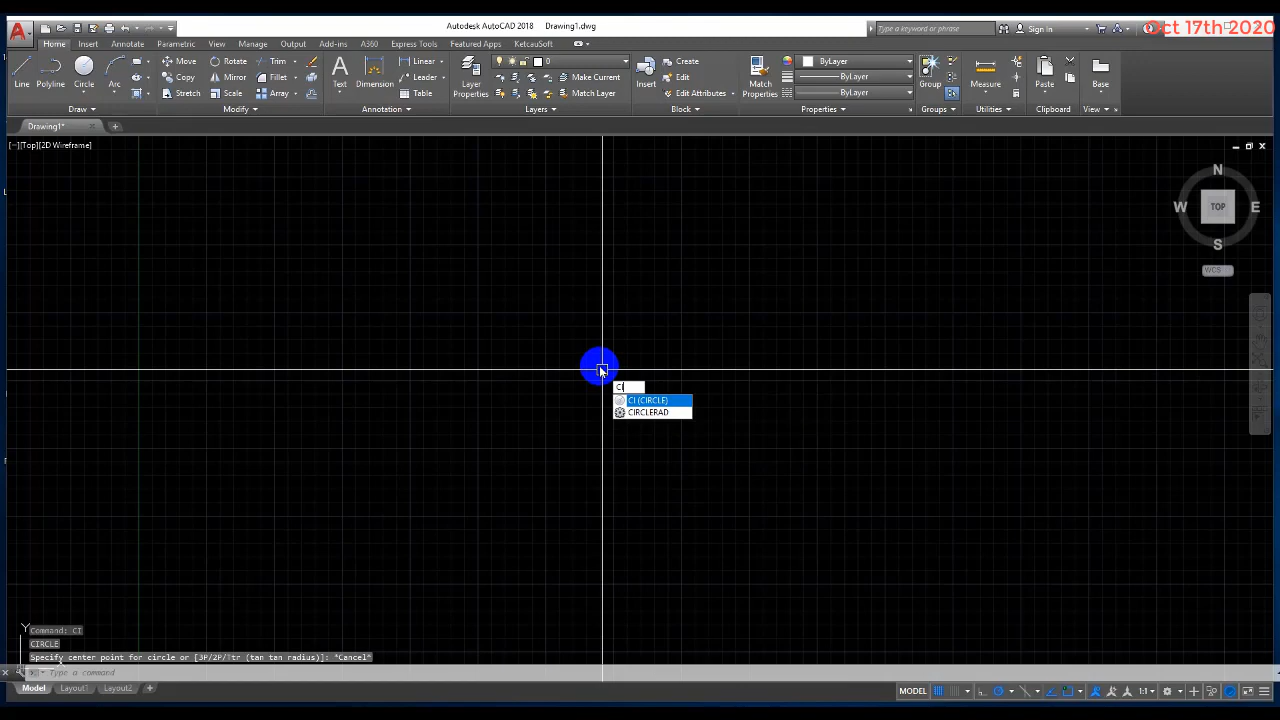 Autodesk AutoCAD 2018 Drawing1.dwg
Type a keyword or phrase
Sign In
Oct 17th 2020
Home Insert Annotate Parametric View Manage Output Add-ins A360 Express Tools Featured Apps KetcauSoft
Line Polyline Circle Arc
Move Rotate Trim
Copy Mirror Fillet
Stretch Scale Array
Text Dimension
Linear
Leader
Table
Layer Properties
0
Make Current
Match Layer
Insert
Create
Edit
Edit Attributes
Match Properties
ByLayer
ByLayer
ByLayer
Group Measure Paste Base
Draw Modify Annotation Layers Block Properties Groups Utilities Clipboard View
Drawing1*
[−][Top][2D Wireframe]
N
W TOP E
S
WCS
CI
CI (CIRCLE)
CIRCLERAD
Y
Command: CI
CIRCLE
Specify center point for circle or [3P/2P/Ttr (tan tan radius)]: *Cancel*
Type a command
Model Layout1 Layout2
MODEL 1:1